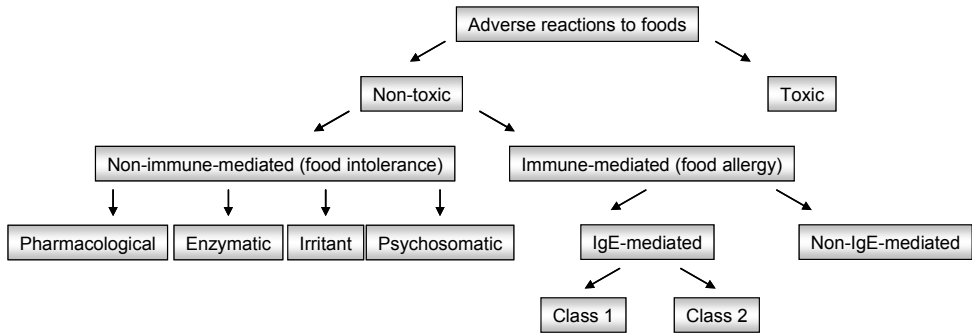 Adverse reactions to foods
Non-toxic
Toxic
Non-immune-mediated (food intolerance)
Immune-mediated (food allergy)
Pharmacological
Enzymatic
Irritant
Psychosomatic
IgE-mediated
Non-IgE-mediated
Class 1
Class 2